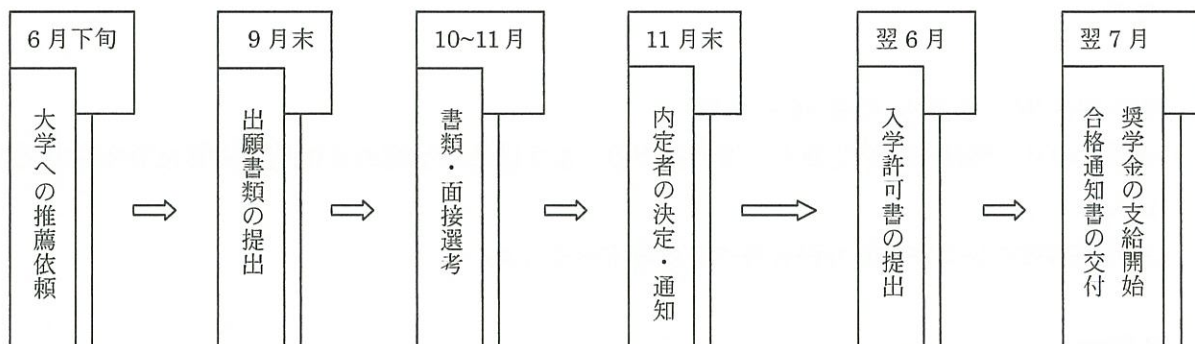 6月下旬
大学への推薦依頼
9月末
出願書類の提出
10~11月
書類・面接選考
11月末
内定者の決定・通知
翌6月
入学許可書の提出
翌7月
奨学金の支給開始
合格通知書の交付